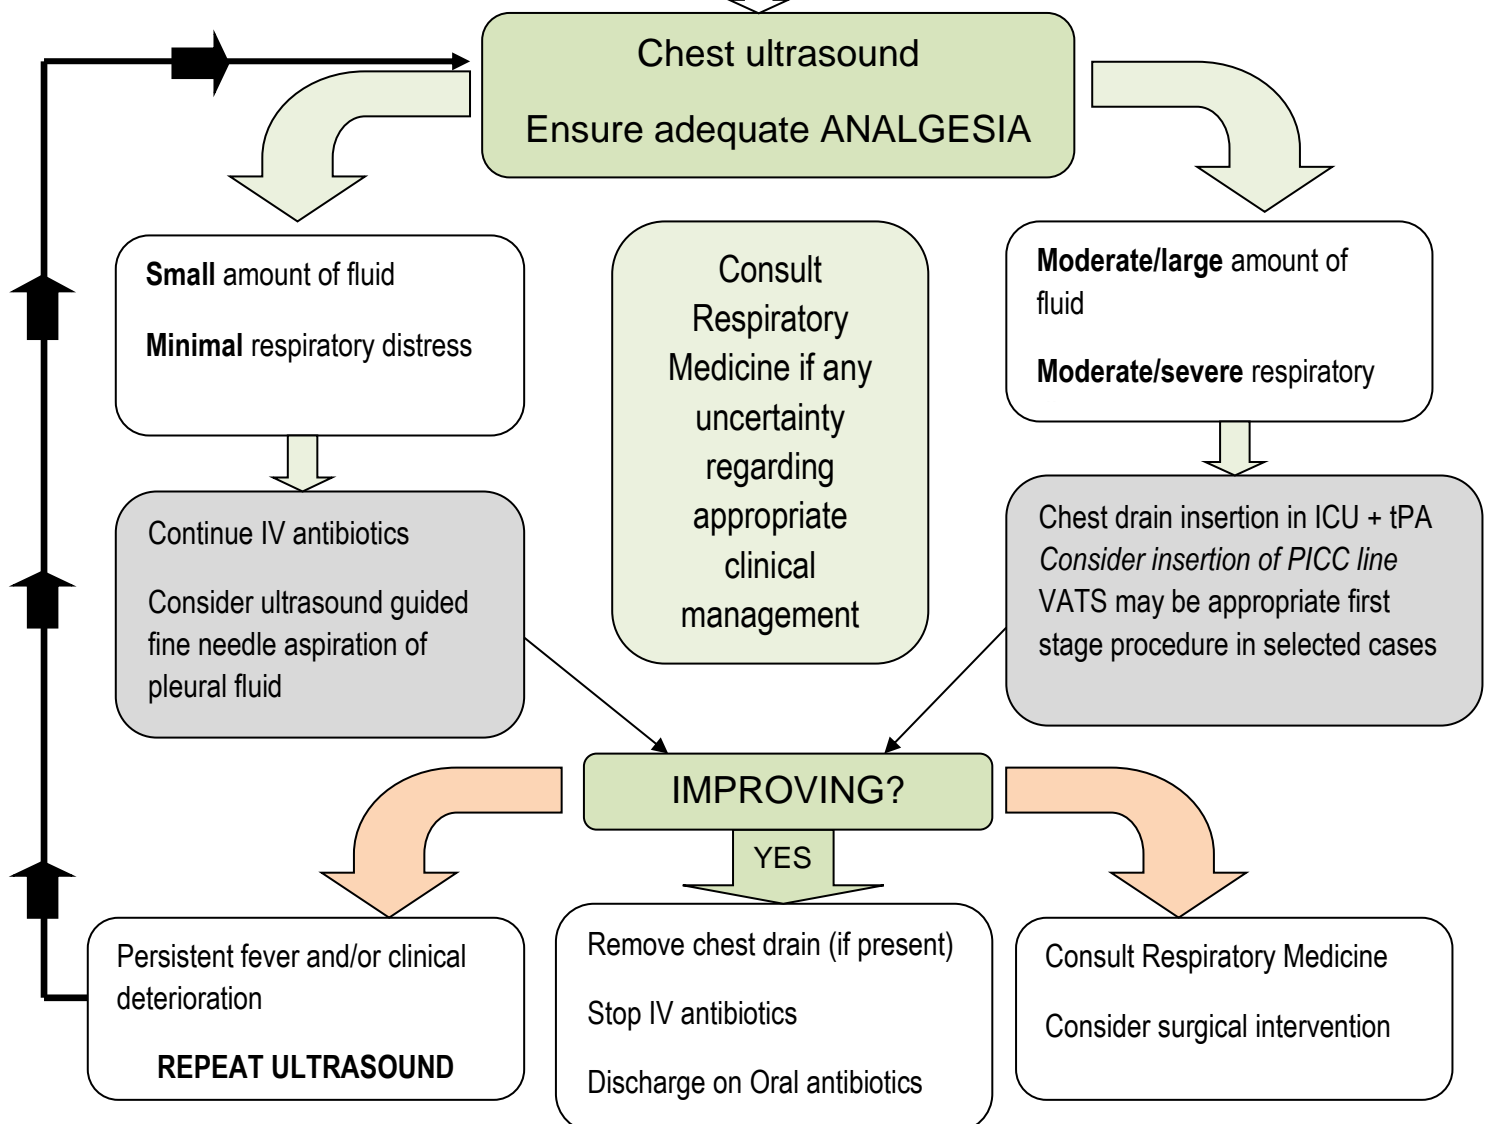 Chest ultrasound
Ensure adequate ANALGESIA
Small amount of fluid
Minimal respiratory distress
Consult
Respiratory
Medicine if any
uncertainty
regarding
appropriate
clinical
management
Moderate/large amount of
fluid
Moderate/severe respiratory
Continue IV antibiotics
Consider ultrasound guided
fine needle aspiration of
pleural fluid
Chest drain insertion in ICU + tPA
Consider insertion of PICC line
VATS may be appropriate first
stage procedure in selected cases
IMPROVING?
YES
Persistent fever and/or clinical
deterioration
REPEAT ULTRASOUND
Remove chest drain (if present)
Stop IV antibiotics
Discharge on Oral antibiotics
Consult Respiratory Medicine
Consider surgical intervention